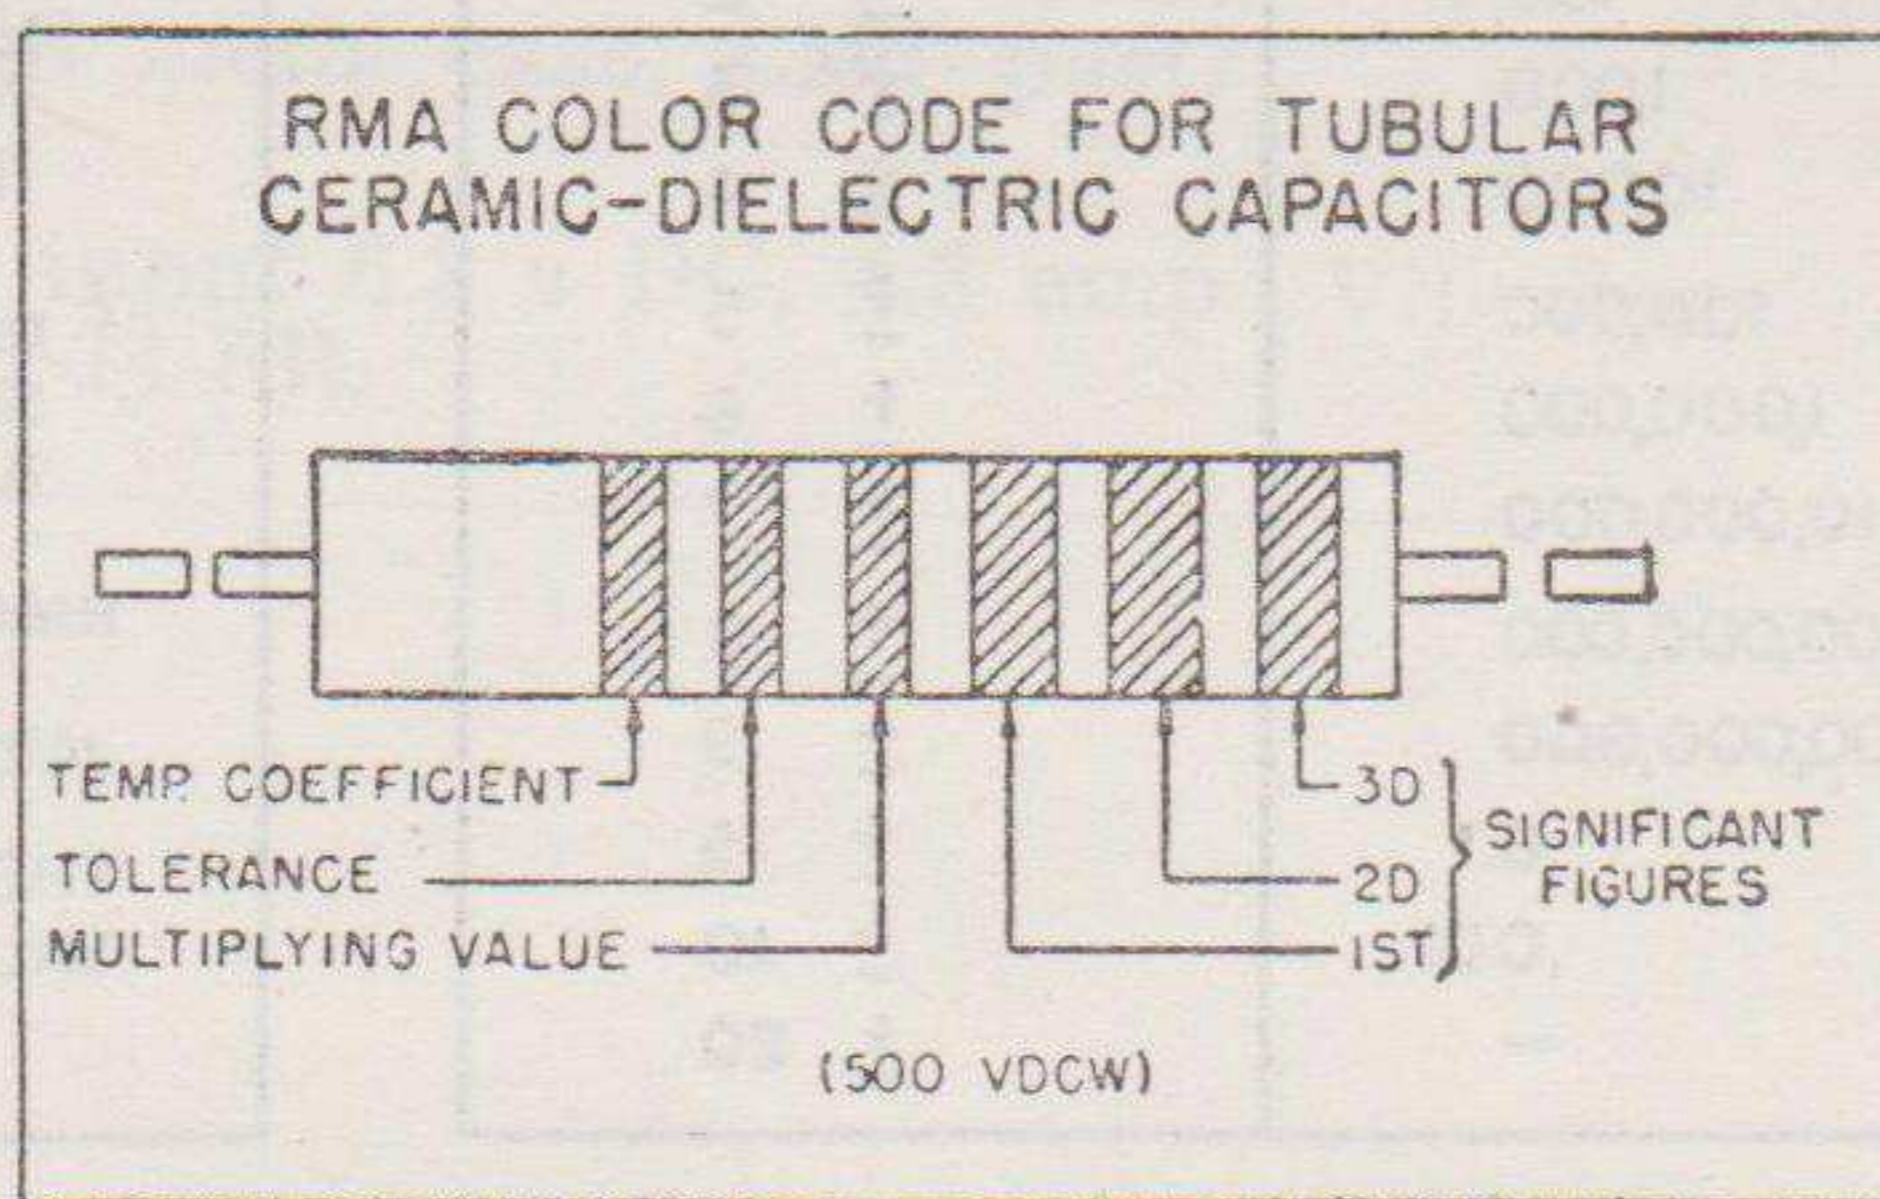 RMA COLOR CODE FOR TUBULAR
CERAMIC-DIELECTRIC CAPACITORS
TEMP. COEFFICIENT
TOLERANCE
MULTIPLYING VALUE
3D
2D
1ST
SIGNIFICANT
FIGURES
(500 VDCW)